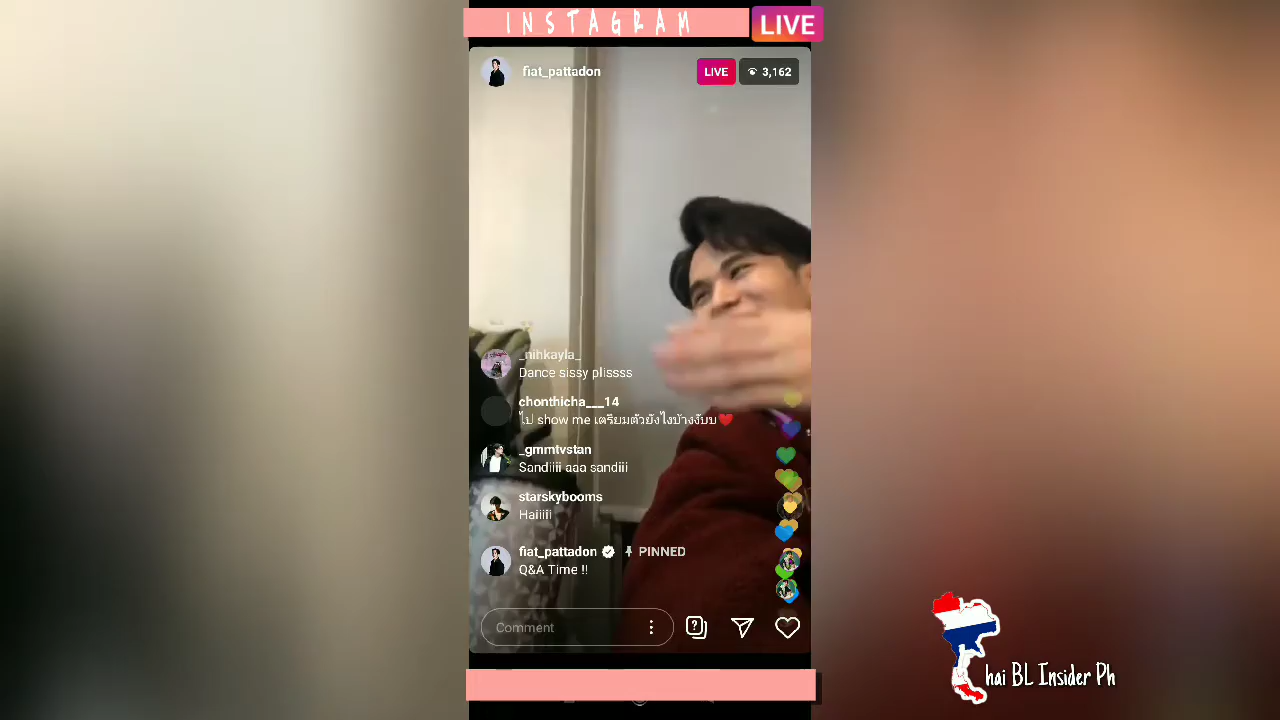 INSTAGRAM
LIVE
fiat_pattadon
LIVE
3,162
_nihkayla_
Dance sissy plissss
chonthicha___14
ไป show me เตรียมตัวยังไงบ้างงับบ❤️
_gmmtvstan
Sandiiii aaa sandiii
starskybooms
Haiiiii
fiat_pattadon PINNED
Q&A Time !!
Comment
hai BL Insider Ph